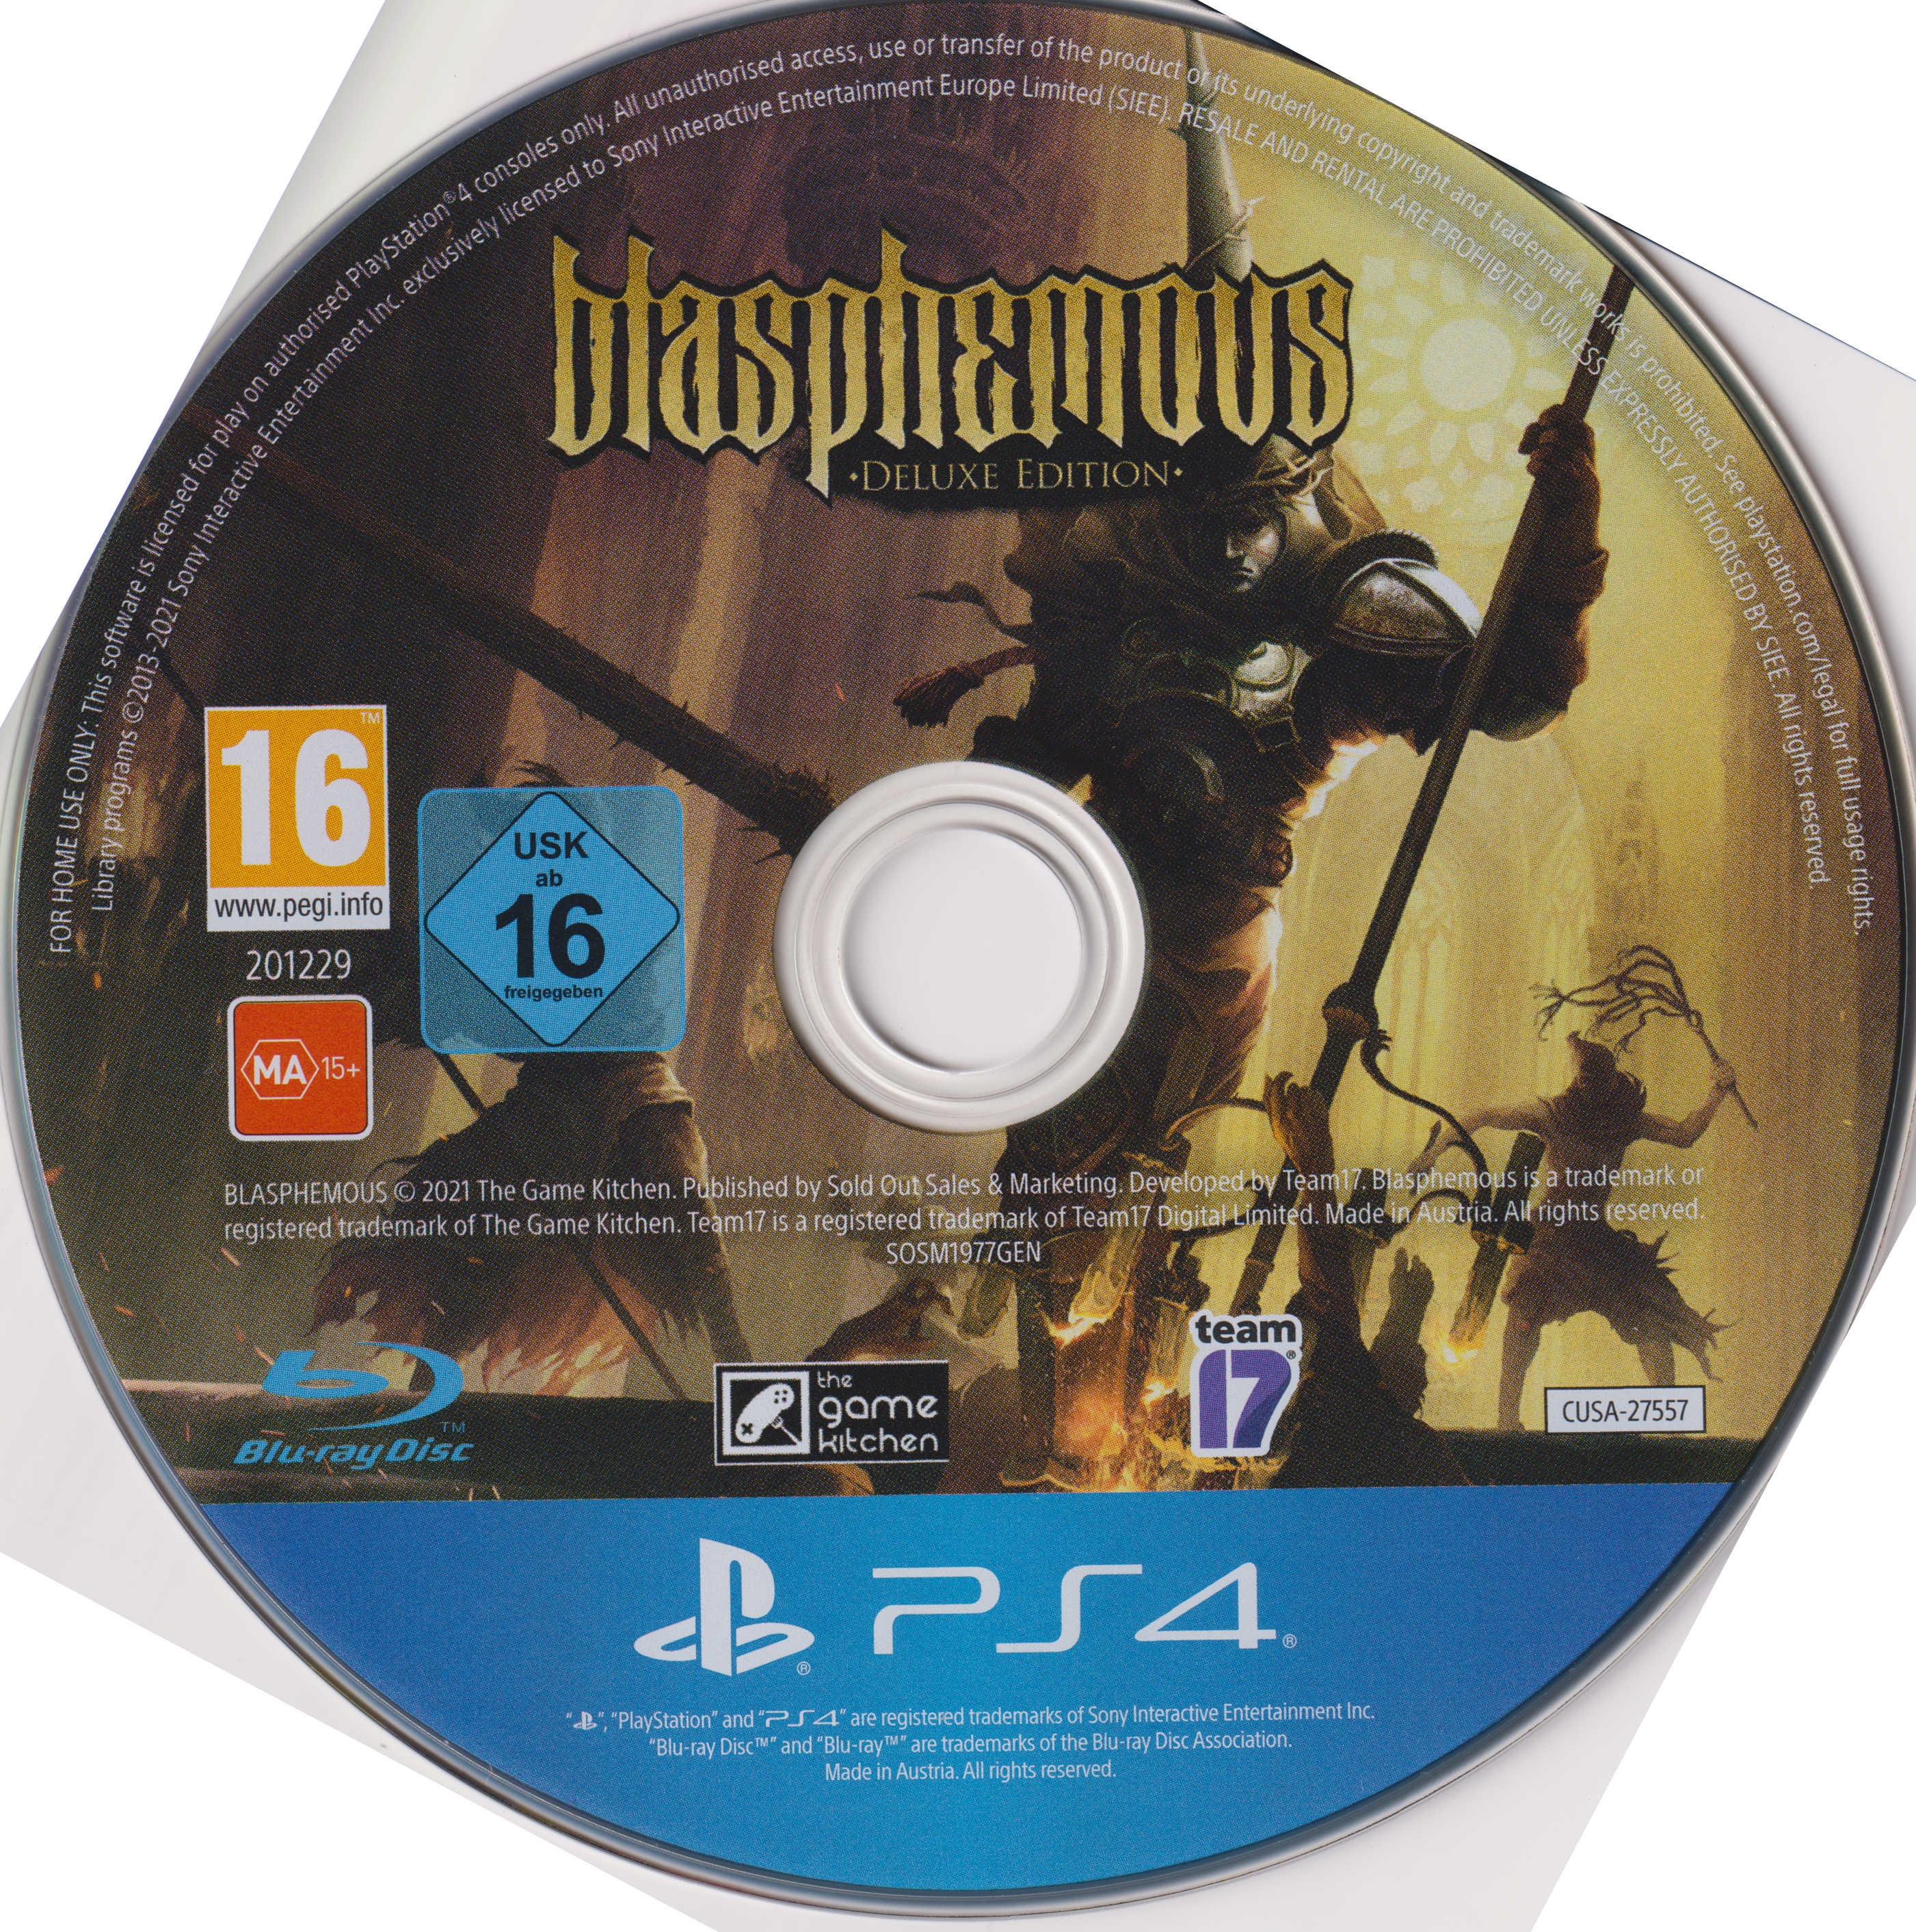 FOR HOME USE ONLY: This software is licensed for play on authorised PlayStation®4 consoles only. All unauthorised access, use or transfer of the product or its underlying copyright and trademark works is prohibited. See playstation.com/legal for full usage rights.
Library programs ©2013-2021 Sony Interactive Entertainment Inc. exclusively licensed to Sony Interactive Entertainment Europe Limited (SIEE). RESALE AND RENTAL ARE PROHIBITED UNLESS EXPRESSLY AUTHORISED BY SIEE. All rights reserved
blasphemous
DELUXE EDITION
16™
www.pegi.info
201229
USK
ab
16
freigegeben
MA 15+
BLASPHEMOUS © 2021 The Game Kitchen. Published by Sold Out Sales & Marketing. Developed by Team17. Blasphemous is a trademark or
registered trademark of The Game Kitchen. Team17 is a registered trademark of Team17 Digital Limited. Made in Austria. All rights reserved.
SOSM1977GEN
Blu-ray Disc™
the
game
kitchen
team
17®
CUSA-27557
PS4®
" ", "PlayStation" and "PS4" are registered trademarks of Sony Interactive Entertainment Inc.
"Blu-ray Disc™" and "Blu-ray™" are trademarks of the Blu-ray Disc Association.
Made in Austria. All rights reserved.